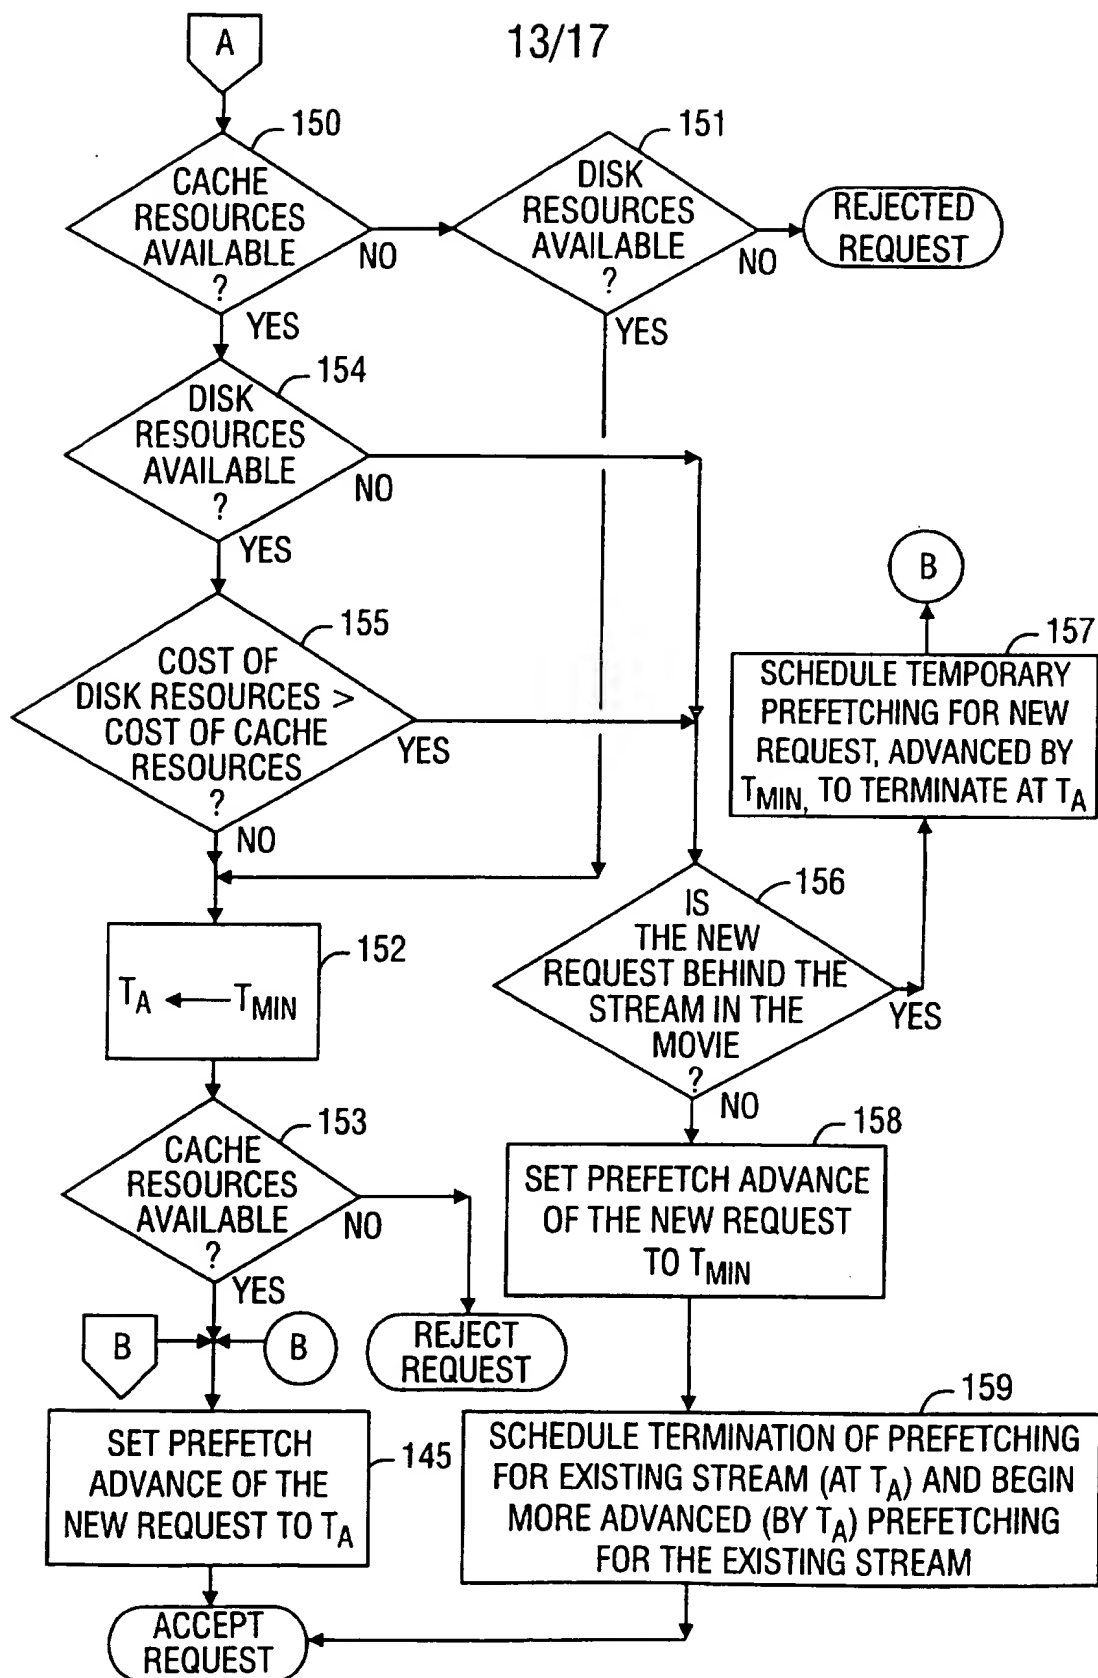 13/17
A
150
CACHE
RESOURCES
AVAILABLE
?
NO
YES
151
DISK
RESOURCES
AVAILABLE
?
NO
YES
REJECTED
REQUEST
154
DISK
RESOURCES
AVAILABLE
?
NO
YES
155
COST OF
DISK RESOURCES >
COST OF CACHE
RESOURCES
?
YES
NO
B
157
SCHEDULE TEMPORARY
PREFETCHING FOR NEW
REQUEST, ADVANCED BY
TMIN, TO TERMINATE AT TA
156
IS
THE NEW
REQUEST BEHIND THE
STREAM IN THE
MOVIE
?
YES
NO
152
TA ← TMIN
153
CACHE
RESOURCES
AVAILABLE
?
NO
YES
REJECT
REQUEST
158
SET PREFETCH ADVANCE
OF THE NEW REQUEST
TO TMIN
B
B
145
SET PREFETCH
ADVANCE OF THE
NEW REQUEST TO TA
159
SCHEDULE TERMINATION OF PREFETCHING
FOR EXISTING STREAM (AT TA) AND BEGIN
MORE ADVANCED (BY TA) PREFETCHING
FOR THE EXISTING STREAM
ACCEPT
REQUEST